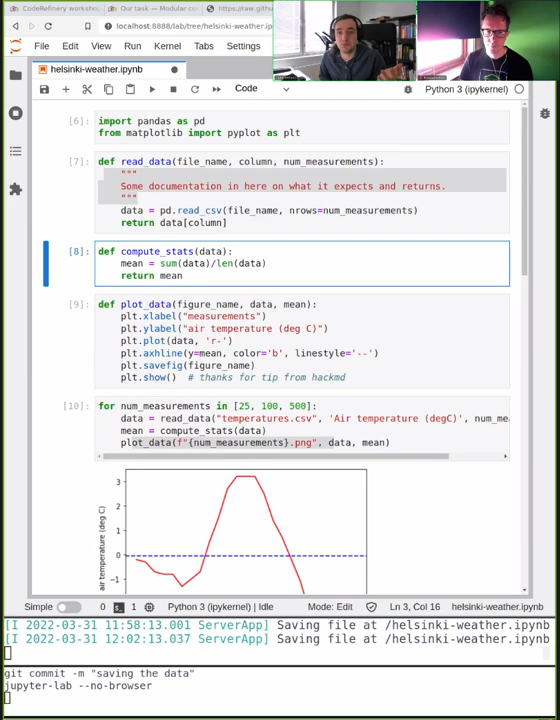 CodeRefinery workshop
Our task — Modular co
https://raw.githu
localhost:8888/lab/tree/helsinki-weather.ip
File Edit View Run Kernel Tabs Settings
helsinki-weather.ipynb
Code
Python 3 (ipykernel)
[6]: import pandas as pd
from matplotlib import pyplot as plt
[7]: def read_data(file_name, column, num_measurements):
"""
Some documentation in here on what it expects and returns.
"""
data = pd.read_csv(file_name, nrows=num_measurements)
return data[column]
[8]: def compute_stats(data):
mean = sum(data)/len(data)
return mean
[9]: def plot_data(figure_name, data, mean):
plt.xlabel("measurements")
plt.ylabel("air temperature (deg C)")
plt.plot(data, 'r-')
plt.axhline(y=mean, color='b', linestyle='--')
plt.savefig(figure_name)
plt.show()  # thanks for tip from hackmd
[10]: for num_measurements in [25, 100, 500]:
data = read_data("temperatures.csv", 'Air temperature (degC)', num_me
mean = compute_stats(data)
plot_data(f"{num_measurements}.png", data, mean)
3
2
1
0
−1
air temperature (deg C)
Simple 0 1 Python 3 (ipykernel) | Idle Mode: Edit Ln 3, Col 16 helsinki-weather.ipynb
[I 2022-03-31 11:58:13.001 ServerApp] Saving file at /helsinki-weather.ipynb
[I 2022-03-31 12:02:13.037 ServerApp] Saving file at /helsinki-weather.ipynb
git commit -m "saving the data"
jupyter-lab --no-browser